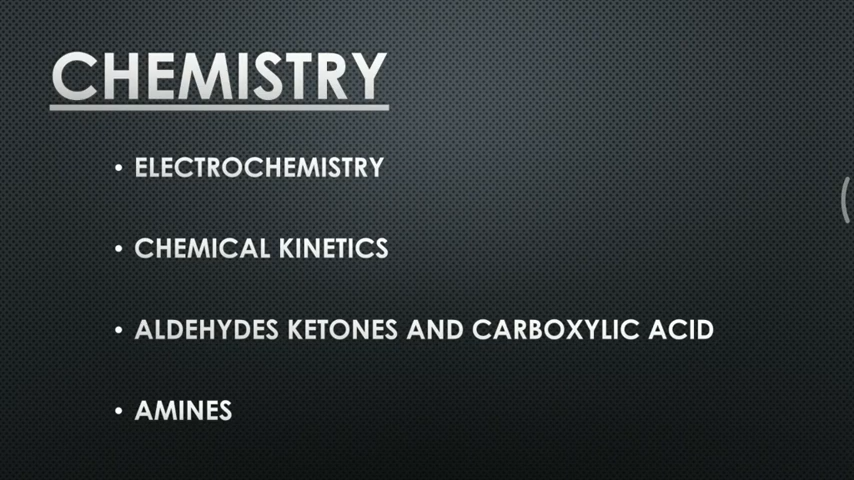 CHEMISTRY
• ELECTROCHEMISTRY
• CHEMICAL KINETICS
• ALDEHYDES KETONES AND CARBOXYLIC ACID
• AMINES